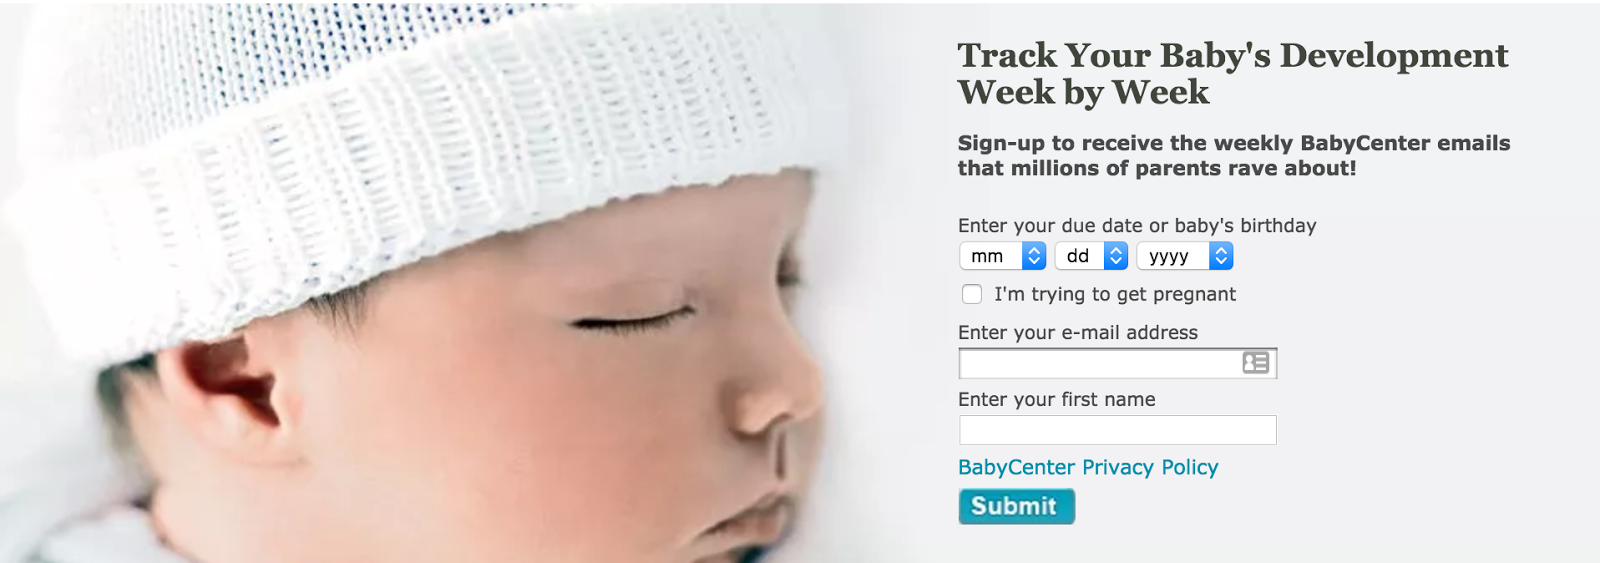 Track Your Baby's Development
Week by Week
Sign-up to receive the weekly BabyCenter emails
that millions of parents rave about!
Enter your due date or baby's birthday
mm dd yyyy
I'm trying to get pregnant
Enter your e-mail address
Enter your first name
BabyCenter Privacy Policy
Submit